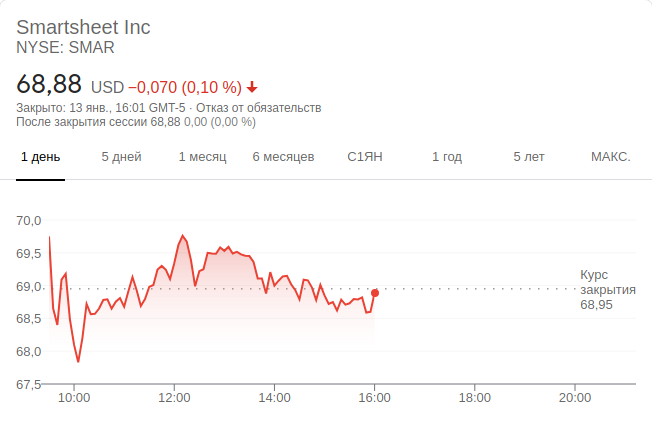 Smartsheet Inc
NYSE: SMAR
68,88 USD −0,070 (0,10 %)
Закрыто: 13 янв., 16:01 GMT-5 · Отказ от обязательств
После закрытия сессии 68,88 0,00 (0,00 %)
1 день 5 дней 1 месяц 6 месяцев С1ЯН 1 год 5 лет МАКС.
70,0
69,5
69,0
68,5
68,0
67,5
Курс
закрытия
68,95
10:00 12:00 14:00 16:00 18:00 20:00